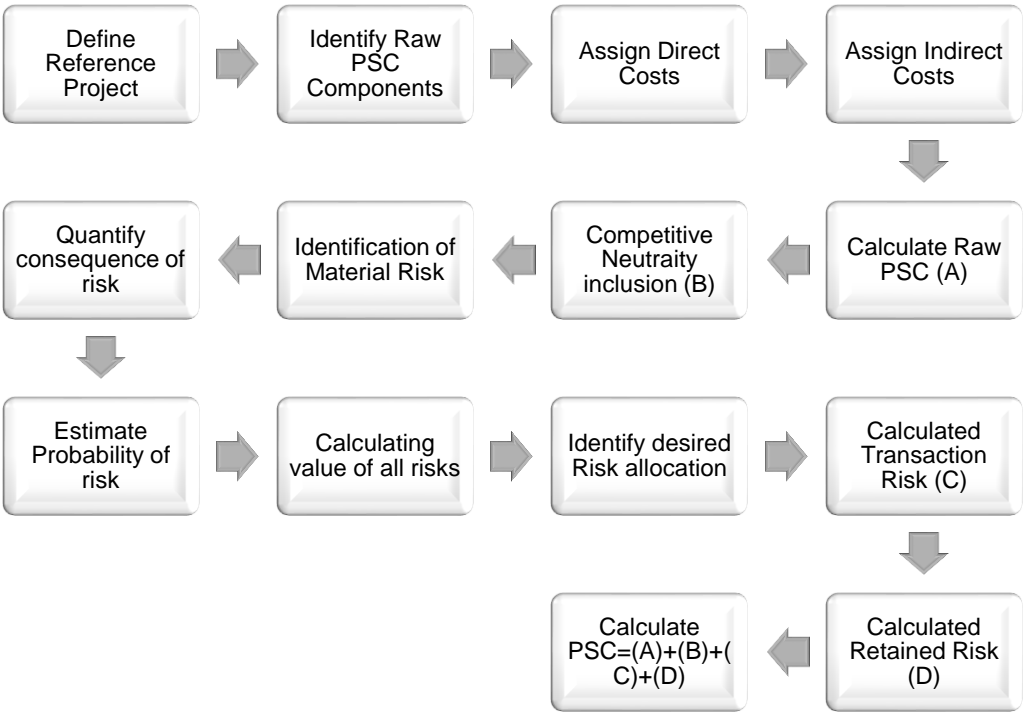 Define
Reference
Project
Identify Raw
PSC
Components
Assign Direct
Costs
Assign Indirect
Costs
Calculate Raw
PSC (A)
Competitive
Neutraity
inclusion (B)
Identification of
Material Risk
Quantify
consequence of
risk
Estimate
Probability of
risk
Calculating
value of all risks
Identify desired
Risk allocation
Calculated
Transaction
Risk (C)
Calculated
Retained Risk
(D)
Calculate
PSC=(A)+(B)+(
C)+(D)